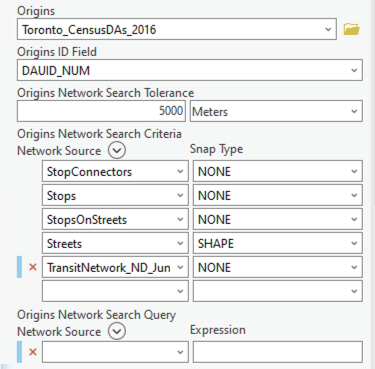 Origins
Toronto_CensusDAs_2016
Origins ID Field
DAUID_NUM
Origins Network Search Tolerance
5000 Meters
Origins Network Search Criteria
Network Source Snap Type
StopConnectors NONE
Stops NONE
StopsOnStreets NONE
Streets SHAPE
TransitNetwork_ND_Jun NONE
Origins Network Search Query
Network Source Expression